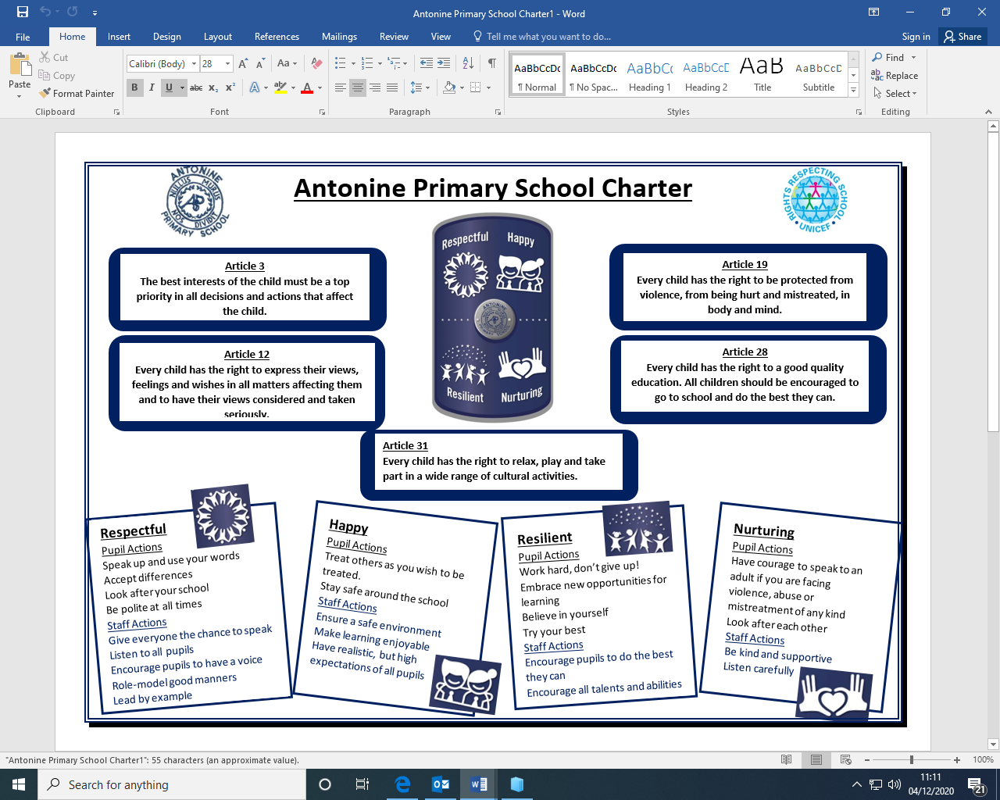 Antonine Primary School Charter1 - Word
File Home Insert Design Layout References Mailings Review View Tell me what you want to do... Sign in Share
Paste
Cut
Copy
Format Painter
Clipboard
Calibri (Body) 28
Font
Paragraph
AaBbCcDc AaBbCcDc AaBbCc AaBbCcD AaB AaBbCcD
¶ Normal ¶ No Spac... Heading 1 Heading 2 Title Subtitle
Styles
Find
Replace
Select
Editing
ANTONINE
NULLUS MURUS
NOS DIVIDIT
PRIMARY SCHOOL
Antonine Primary School Charter
RIGHTS RESPECTING SCHOOL
UNICEF
Respectful Happy
Resilient Nurturing
Article 3
The best interests of the child must be a top
priority in all decisions and actions that affect
the child.
Article 12
Every child has the right to express their views,
feelings and wishes in all matters affecting them
and to have their views considered and taken
seriously.
Article 19
Every child has the right to be protected from
violence, from being hurt and mistreated, in
body and mind.
Article 28
Every child has the right to a good quality
education. All children should be encouraged to
go to school and do the best they can.
Article 31
Every child has the right to relax, play and take
part in a wide range of cultural activities.
Respectful
Pupil Actions
Speak up and use your words
Accept differences
Look after your school
Be polite at all times
Staff Actions
Give everyone the chance to speak
Listen to all pupils
Encourage pupils to have a voice
Role-model good manners
Lead by example
Happy
Pupil Actions
Treat others as you wish to be
treated.
Stay safe around the school
Staff Actions
Ensure a safe environment
Make learning enjoyable
Have realistic, but high
expectations of all pupils
Resilient
Pupil Actions
Work hard, don't give up!
Embrace new opportunities for
learning
Believe in yourself
Try your best
Staff Actions
Encourage pupils to do the best
they can
Encourage all talents and abilities
Nurturing
Pupil Actions
Have courage to speak to an
adult if you are facing
violence, abuse or
mistreatment of any kind
Look after each other
Staff Actions
Be kind and supportive
Listen carefully
"Antonine Primary School Charter1": 55 characters (an approximate value).
100%
Search for anything
11:11
04/12/2020
21